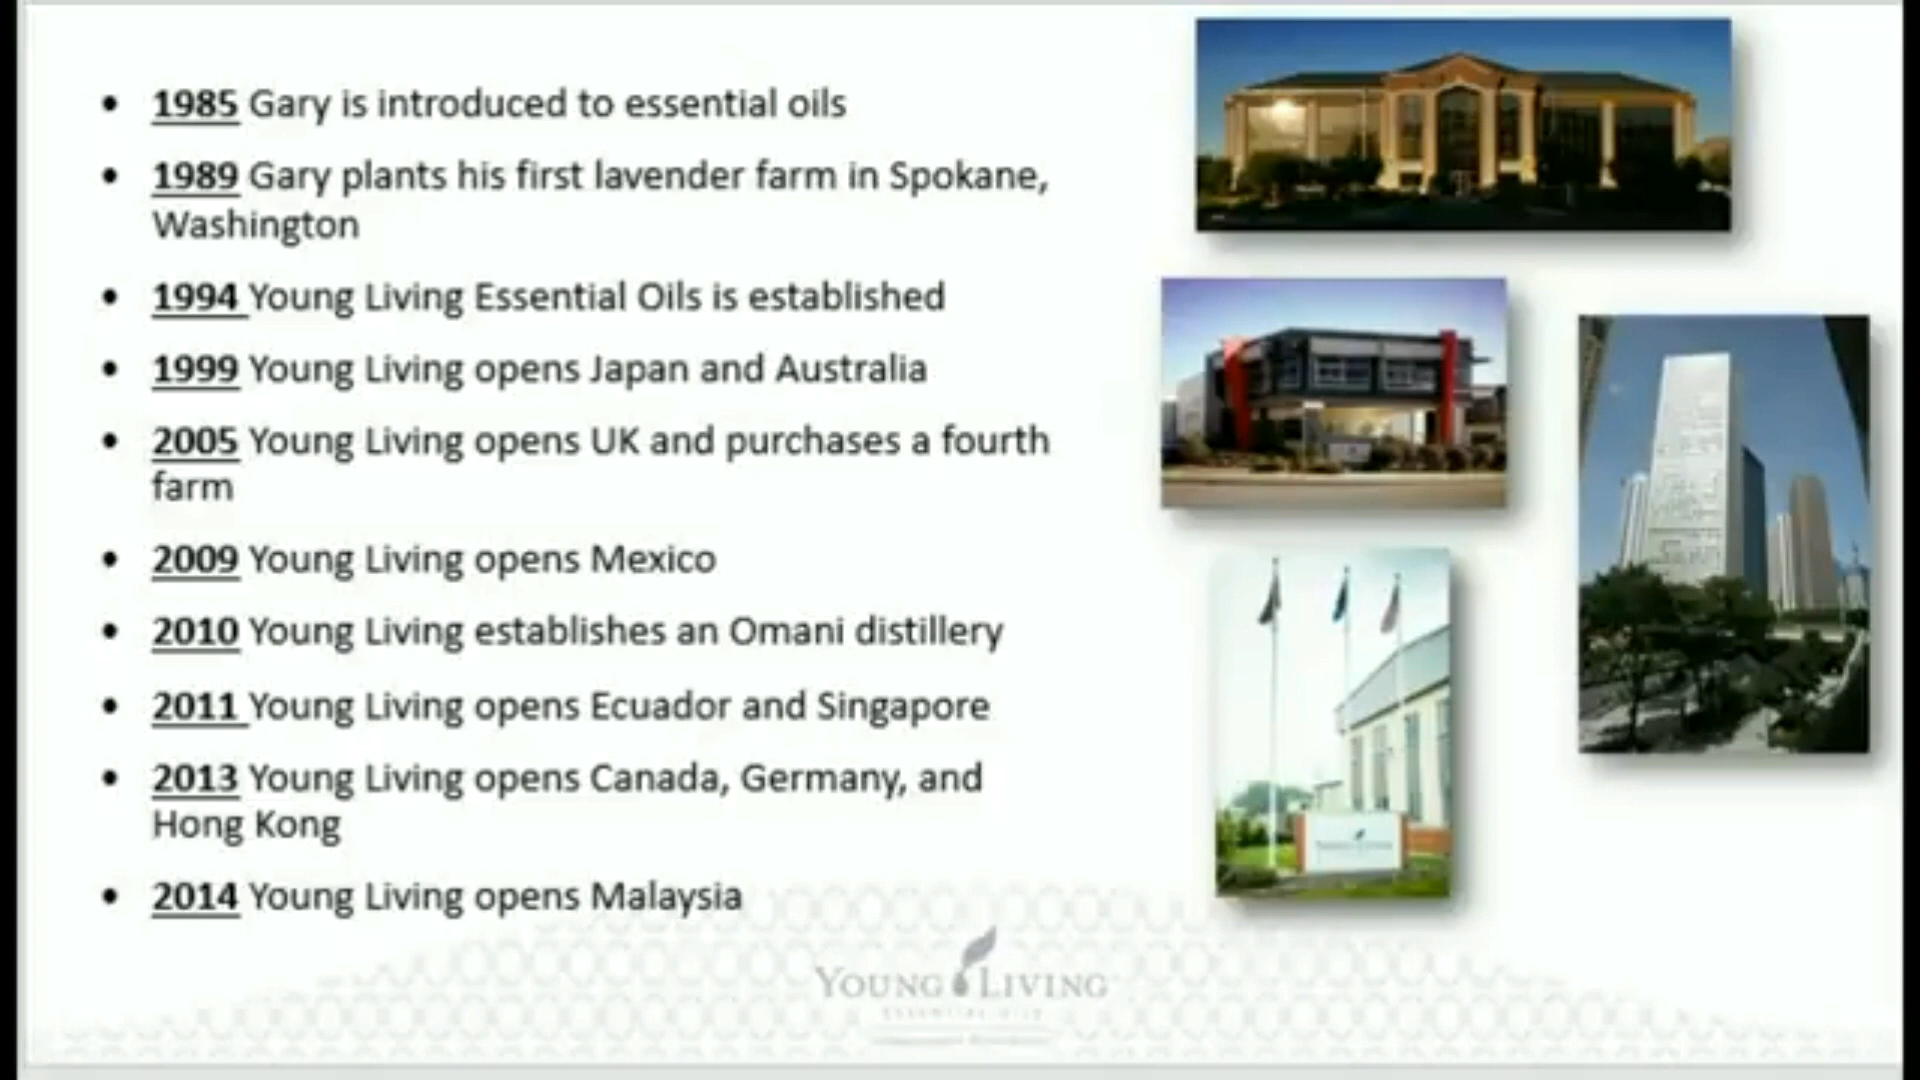 • 1985 Gary is introduced to essential oils
• 1989 Gary plants his first lavender farm in Spokane,
Washington
• 1994 Young Living Essential Oils is established
• 1999 Young Living opens Japan and Australia
• 2005 Young Living opens UK and purchases a fourth
farm
• 2009 Young Living opens Mexico
• 2010 Young Living establishes an Omani distillery
• 2011 Young Living opens Ecuador and Singapore
• 2013 Young Living opens Canada, Germany, and
Hong Kong
• 2014 Young Living opens Malaysia
YOUNG LIVING
ESSENTIAL OILS